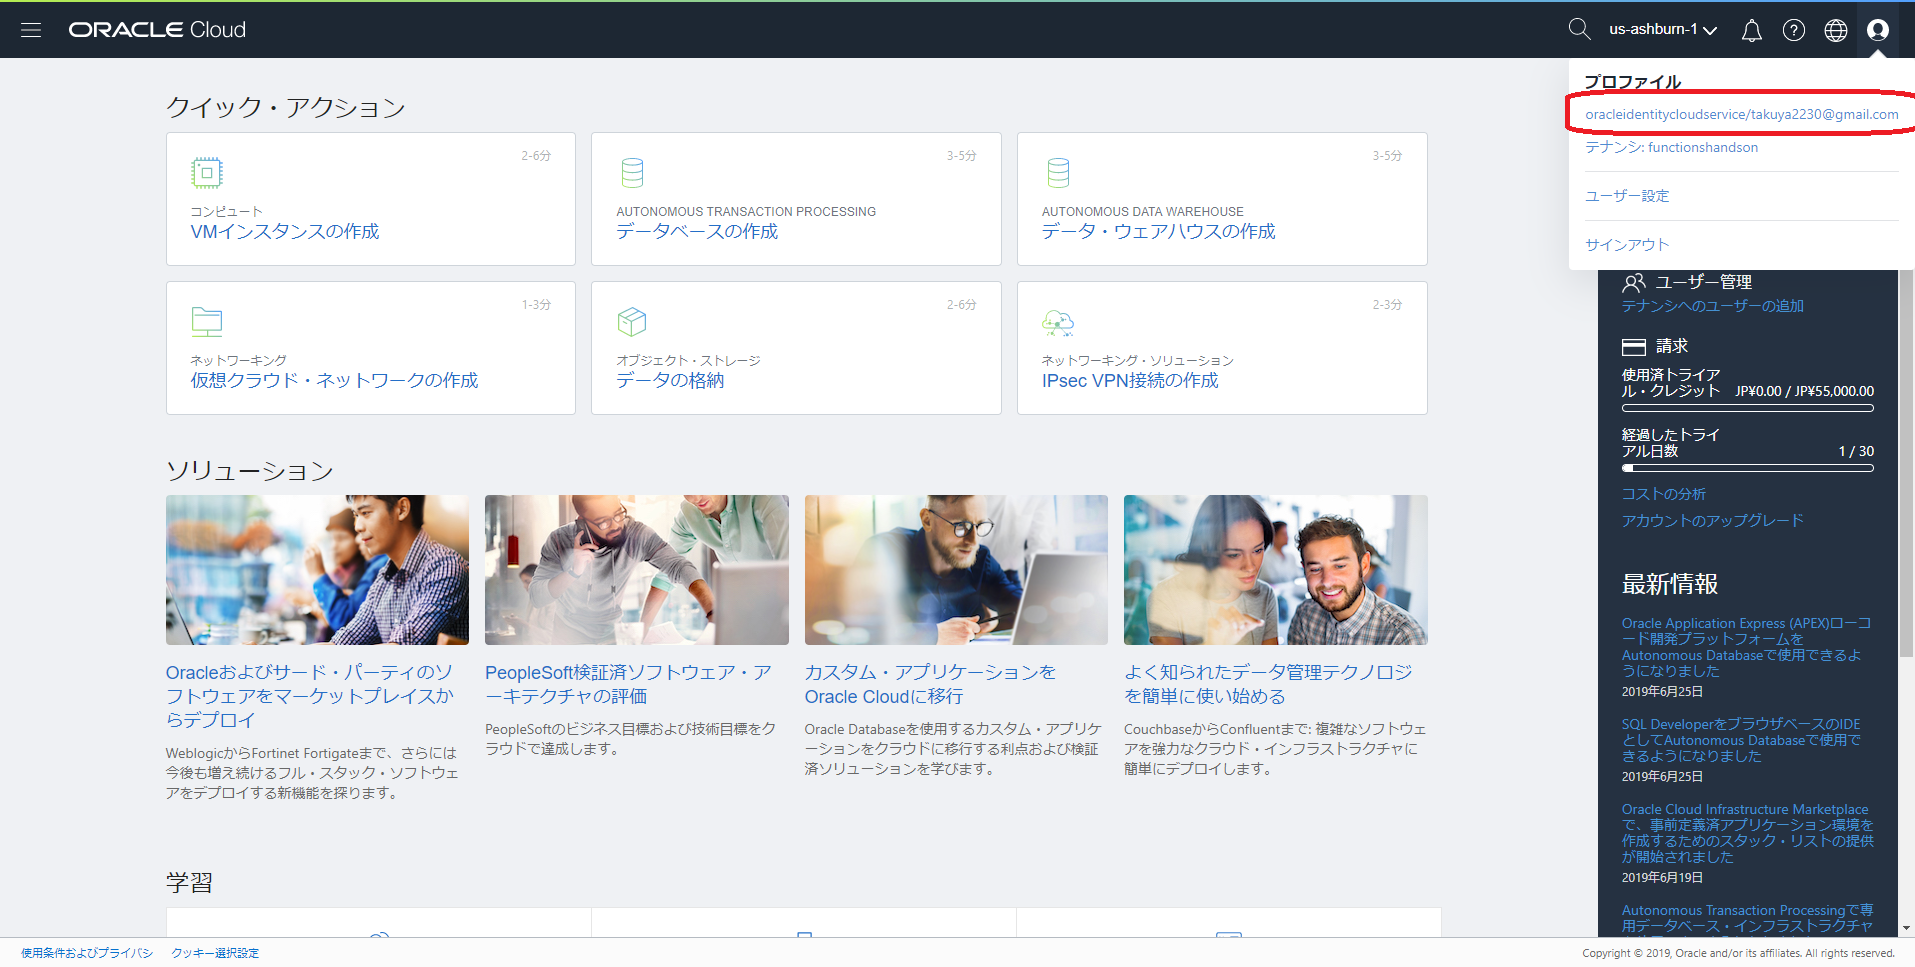 ORACLE Cloud
us-ashburn-1
プロファイル
oracleidentitycloudservice/takuya2230@gmail.com
テナンシ: functionshandson
ユーザー設定
サインアウト
クイック・アクション
2-6分
コンピュート
VMインスタンスの作成
3-5分
AUTONOMOUS TRANSACTION PROCESSING
データベースの作成
3-5分
AUTONOMOUS DATA WAREHOUSE
データ・ウェアハウスの作成
1-3分
ネットワーキング
仮想クラウド・ネットワークの作成
2-6分
オブジェクト・ストレージ
データの格納
2-3分
ネットワーキング・ソリューション
IPsec VPN接続の作成
ソリューション
Oracleおよびサード・パーティのソ
フトウェアをマーケットプレイスか
らデプロイ
WeblogicからFortinet Fortigateまで、さらには
今後も増え続けるフル・スタック・ソフトウェ
アをデプロイする新機能を探ります。
PeopleSoft検証済ソフトウェア・ア
ーキテクチャの評価
PeopleSoftのビジネス目標および技術目標をク
ラウドで達成します。
カスタム・アプリケーションを
Oracle Cloudに移行
Oracle Databaseを使用するカスタム・アプリケ
ーションをクラウドに移行する利点および検証
済ソリューションを学びます。
よく知られたデータ管理テクノロジ
を簡単に使い始める
CouchbaseからConfluentまで: 複雑なソフトウェ
アを強力なクラウド・インフラストラクチャに
簡単にデプロイします。
学習
ユーザー管理
テナンシへのユーザーの追加
請求
使用済トライア
ル・クレジット JP¥0.00 / JP¥55,000.00
経過したトライ
アル日数 1 / 30
コストの分析
アカウントのアップグレード
最新情報
Oracle Application Express (APEX)ローコ
ード開発プラットフォームを
Autonomous Databaseで使用できるよ
うになりました
2019年6月25日
SQL DeveloperをブラウザベースのIDE
としてAutonomous Databaseで使用で
きるようになりました
2019年6月25日
Oracle Cloud Infrastructure Marketplace
で、事前定義済アプリケーション環境を
作成するためのスタック・リストの提供
が開始されました
2019年6月19日
Autonomous Transaction Processingで専
用データベース・インフラストラクチャ
使用条件およびプライバシ
クッキー選択設定
Copyright © 2019, Oracle and/or its affiliates. All rights reserved.